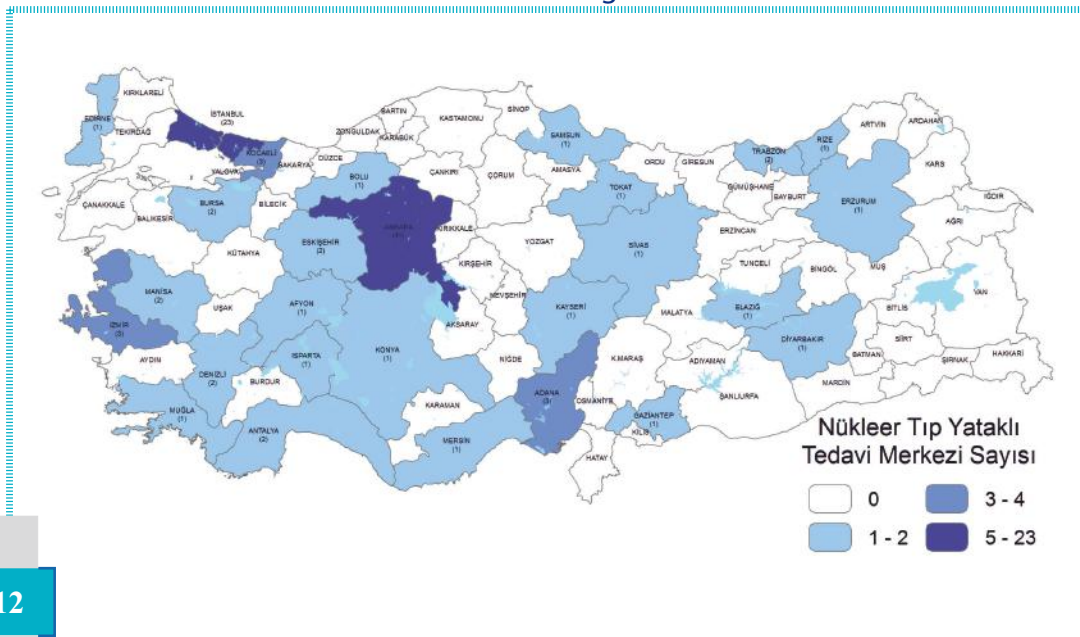 KIRKLARELİ
EDİRNE
(1)
TEKİRDAĞ
İSTANBUL
(23)
KOCAELİ
(3)
YALOVA
SAKARYA
DÜZCE
ZONGULDAK
BARTIN
KARABÜK
KASTAMONU
SİNOP
SAMSUN
(1)
ORDU
GİRESUN
TRABZON
(2)
RİZE
(1)
ARTVİN
ARDAHAN
KARS
IĞDIR
ÇANAKKALE
BALIKESİR
BURSA
(2)
BİLECİK
BOLU
(1)
ÇANKIRI
ÇORUM
AMASYA
TOKAT
(1)
GÜMÜŞHANE
BAYBURT
ERZURUM
(1)
AĞRI
KÜTAHYA
ESKİŞEHİR
(2)
KIRIKKALE
YOZGAT
SİVAS
(1)
ERZİNCAN
TUNCELİ
BİNGÖL
MUŞ
VAN
BİTLİS
MANİSA
(2)
UŞAK
AFYON
(1)
KIRŞEHİR
NEVŞEHİR
KAYSERİ
(1)
MALATYA
ELAZIĞ
(1)
DİYARBAKIR
(1)
BATMAN
SİİRT
ŞIRNAK
HAKKARİ
İZMİR
(3)
AYDIN
DENİZLİ
(2)
ISPARTA
(1)
BURDUR
KONYA
(1)
AKSARAY
NİĞDE
ADANA
(3)
K.MARAŞ
OSMANİYE
ADIYAMAN
ŞANLIURFA
MARDİN
MUĞLA
(1)
ANTALYA
(2)
KARAMAN
MERSİN
(1)
GAZİANTEP
(1)
KİLİS
HATAY
Nükleer Tıp Yataklı
Tedavi Merkezi Sayısı
0
3 - 4
1 - 2
5 - 23
12